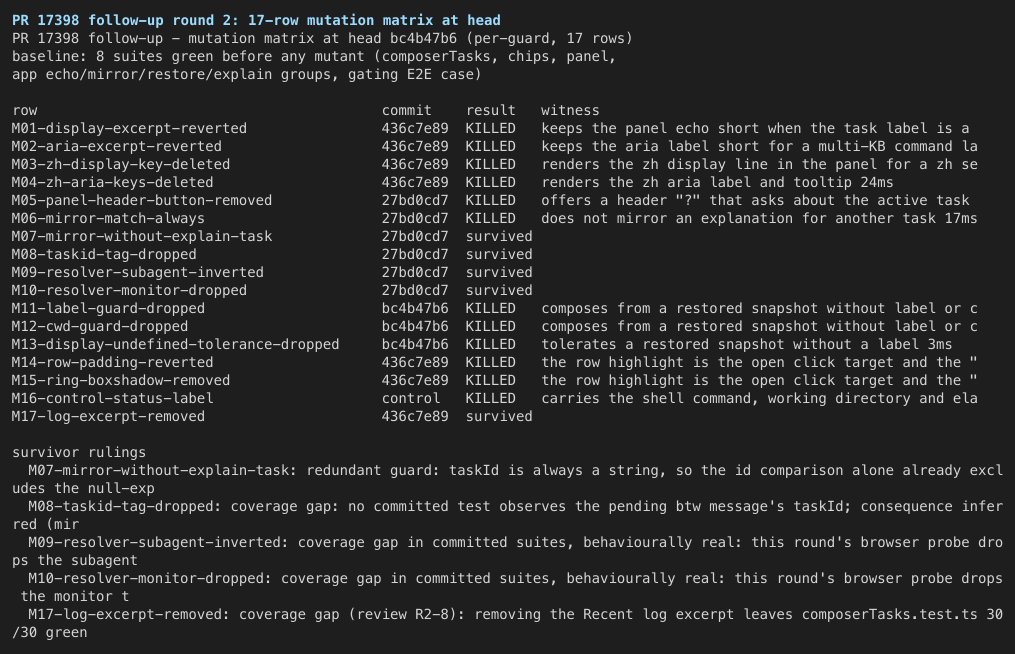 PR 17398 follow-up round 2: 17-row mutation matrix at head
PR 17398 follow-up - mutation matrix at head bc4b47b6 (per-guard, 17 rows)
baseline: 8 suites green before any mutant (composerTasks, chips, panel,
app echo/mirror/restore/explain groups, gating E2E case)
row commit result witness
M01-display-excerpt-reverted 436c7e89 KILLED keeps the panel echo short when the task label is a
M02-aria-excerpt-reverted 436c7e89 KILLED keeps the aria label short for a multi-KB command la
M03-zh-display-key-deleted 436c7e89 KILLED renders the zh display line in the panel for a zh se
M04-zh-aria-keys-deleted 436c7e89 KILLED renders the zh aria label and tooltip 24ms
M05-panel-header-button-removed 27bd0cd7 KILLED offers a header "?" that asks about the active task
M06-mirror-match-always 27bd0cd7 KILLED does not mirror an explanation for another task 17ms
M07-mirror-without-explain-task 27bd0cd7 survived
M08-taskid-tag-dropped 27bd0cd7 survived
M09-resolver-subagent-inverted 27bd0cd7 survived
M10-resolver-monitor-dropped 27bd0cd7 survived
M11-label-guard-dropped bc4b47b6 KILLED composes from a restored snapshot without label or c
M12-cwd-guard-dropped bc4b47b6 KILLED composes from a restored snapshot without label or c
M13-display-undefined-tolerance-dropped bc4b47b6 KILLED tolerates a restored snapshot without a label 3ms
M14-row-padding-reverted 436c7e89 KILLED the row highlight is the open click target and the "
M15-ring-boxshadow-removed 436c7e89 KILLED the row highlight is the open click target and the "
M16-control-status-label control KILLED carries the shell command, working directory and ela
M17-log-excerpt-removed 436c7e89 survived
survivor rulings
M07-mirror-without-explain-task: redundant guard: taskId is always a string, so the id comparison alone already excl
udes the null-exp
M08-taskid-tag-dropped: coverage gap: no committed test observes the pending btw message's taskId; consequence infer
red (mir
M09-resolver-subagent-inverted: coverage gap in committed suites, behaviourally real: this round's browser probe dro
ps the subagent
M10-resolver-monitor-dropped: coverage gap in committed suites, behaviourally real: this round's browser probe drops
the monitor t
M17-log-excerpt-removed: coverage gap (review R2-8): removing the Recent log excerpt leaves composerTasks.test.ts 30
/30 green